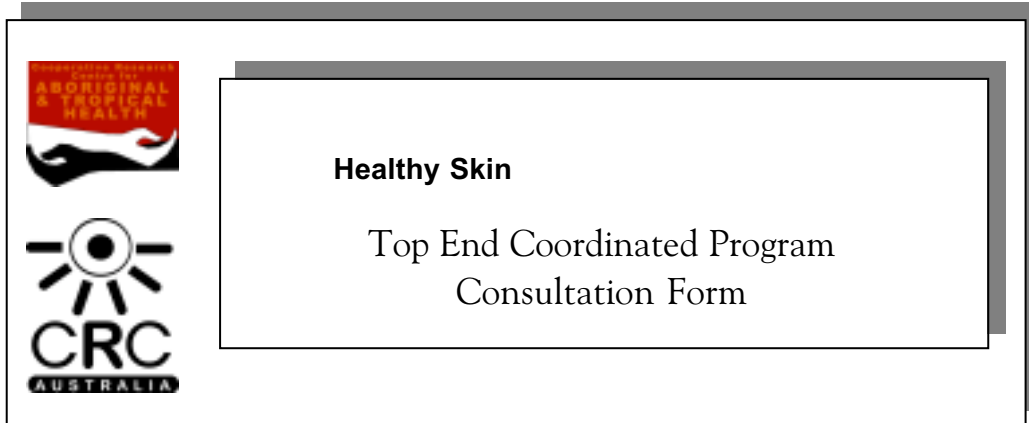 Cooperative Research
Centre for
ABORIGINAL
& TROPICAL
HEALTH
Healthy Skin
Top End Coordinated Program
Consultation Form
CRC
AUSTRALIA